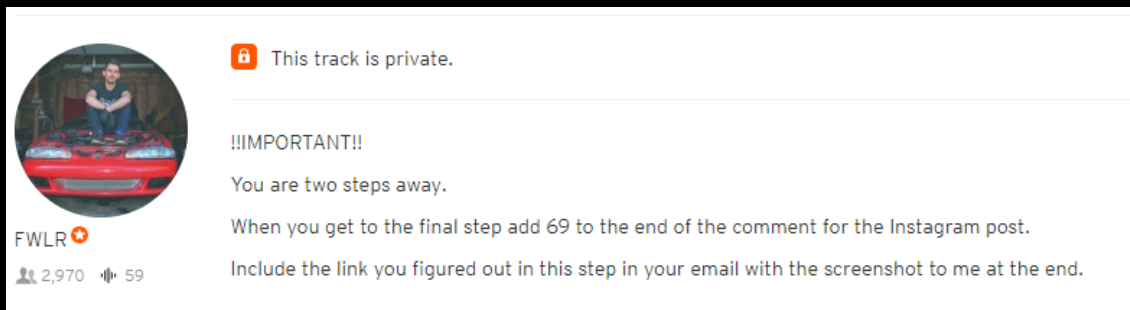 This track is private.
!!IMPORTANT!!
You are two steps away.
When you get to the final step add 69 to the end of the comment for the Instagram post.
Include the link you figured out in this step in your email with the screenshot to me at the end.
FWLR
2,970 59